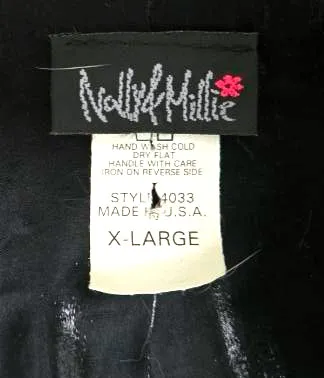 Nally & Millie
HAND WASH COLD
DRY FLAT
HANDLE WITH CARE
IRON ON REVERSE SIDE
4033
MADE U.S.A.
X-LARGE